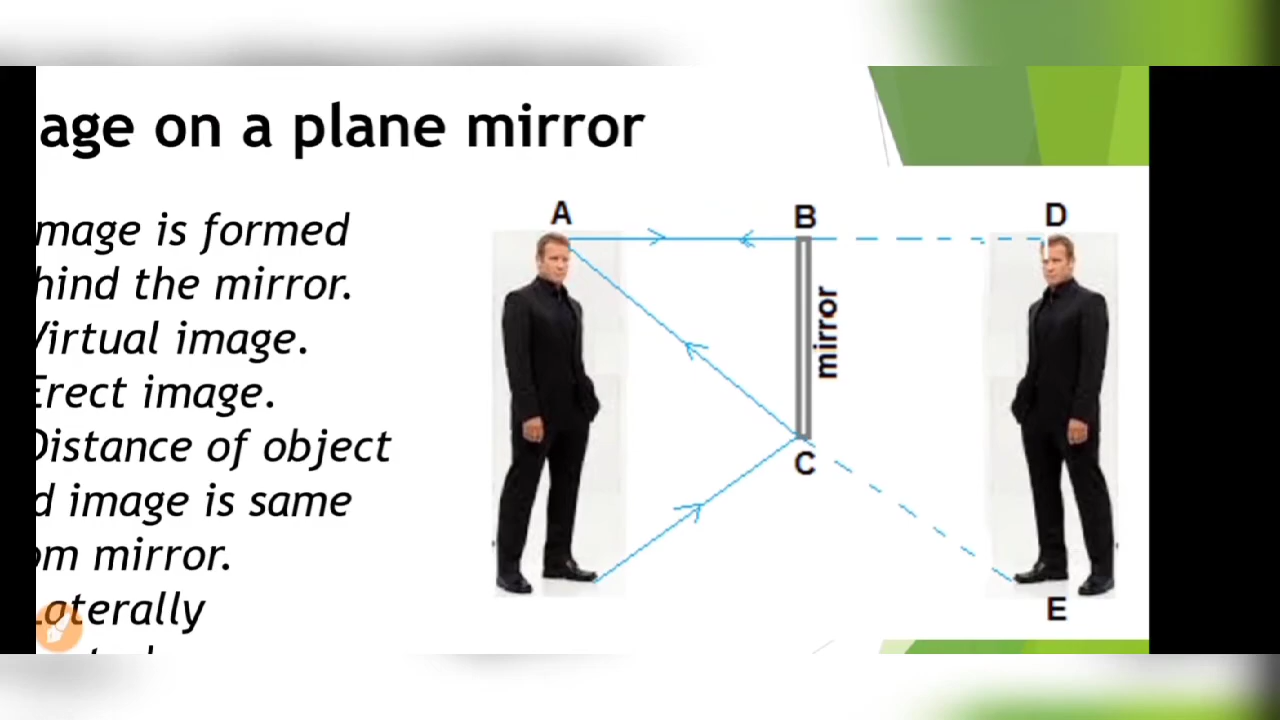 age on a plane mirror
mage is formed
hind the mirror.
Virtual image.
Erect image.
Distance of object
d image is same
om mirror.
Laterally
A
B
D
mirror
C
E